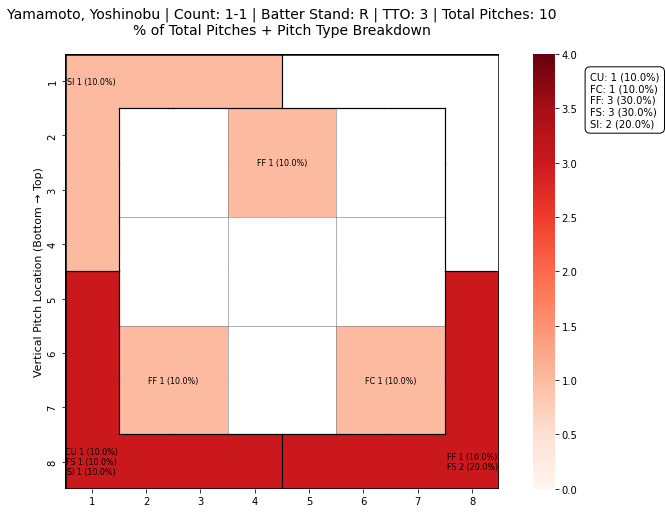 Yamamoto, Yoshinobu | Count: 1-1 | Batter Stand: R | TTO: 3 | Total Pitches: 10
% of Total Pitches + Pitch Type Breakdown
Vertical Pitch Location (Bottom → Top)
1
2
3
4
5
6
7
8
SI 1 (10.0%)
FF 1 (10.0%)
FF 1 (10.0%)
FC 1 (10.0%)
CU 1 (10.0%)
FS 1 (10.0%)
SI 1 (10.0%)
FF 1 (10.0%)
FS 2 (20.0%)
1 2 3 4 5 6 7 8
4.0
3.5
3.0
2.5
2.0
1.5
1.0
0.5
0.0
CU: 1 (10.0%)
FC: 1 (10.0%)
FF: 3 (30.0%)
FS: 3 (30.0%)
SI: 2 (20.0%)